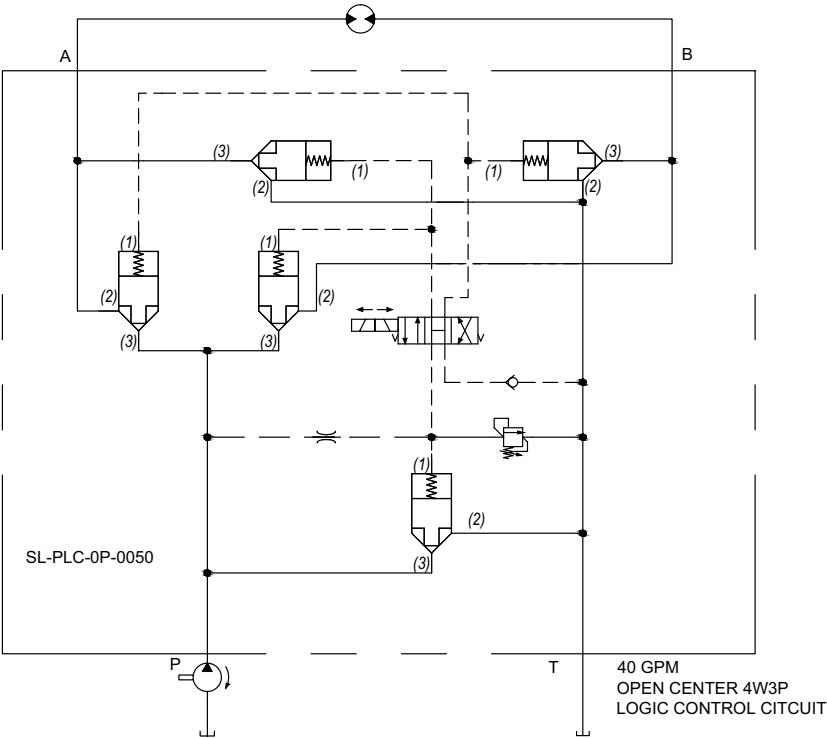 A
B
(3)
(1)
(1)
(3)
(2)
(2)
(1)
(1)
(2)
(2)
(3)
(3)
(1)
(2)
SL-PLC-0P-0050
(3)
P
T
40 GPM
OPEN CENTER 4W3P
LOGIC CONTROL CITCUIT